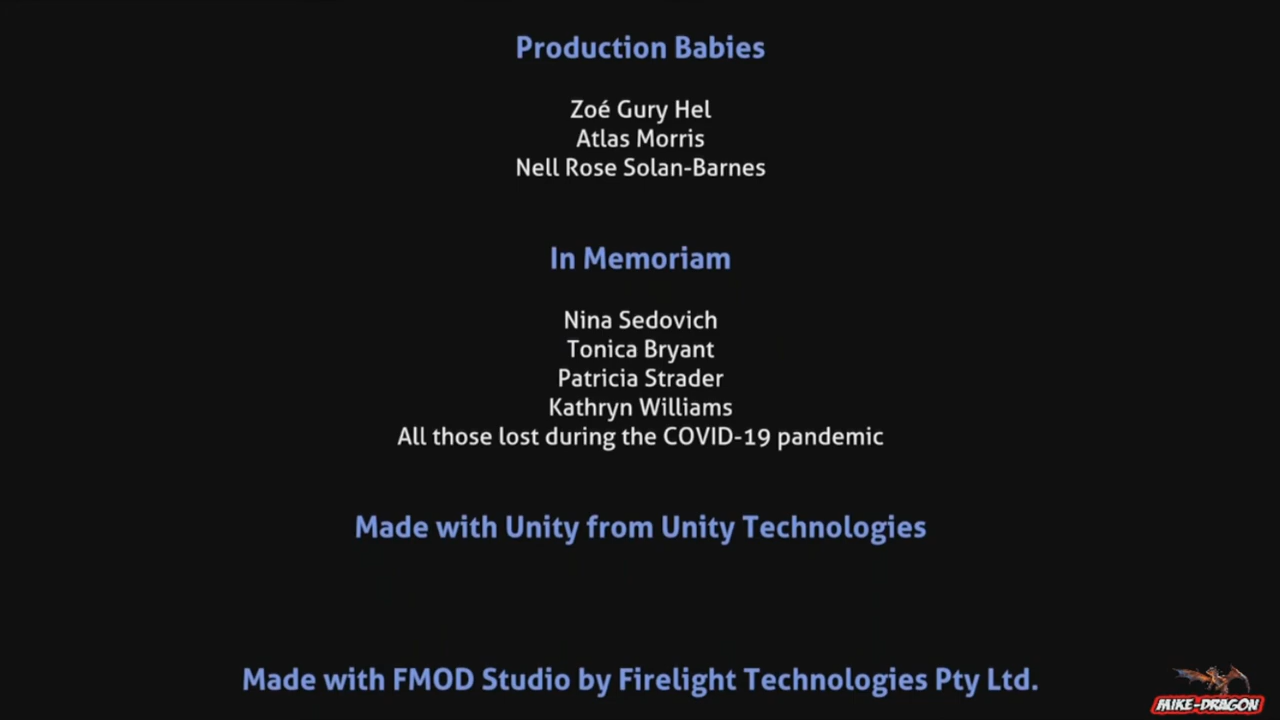 Production Babies
Zoé Gury Hel
Atlas Morris
Nell Rose Solan-Barnes
In Memoriam
Nina Sedovich
Tonica Bryant
Patricia Strader
Kathryn Williams
All those lost during the COVID-19 pandemic
Made with Unity from Unity Technologies
Made with FMOD Studio by Firelight Technologies Pty Ltd.
MIKE-DRAGON